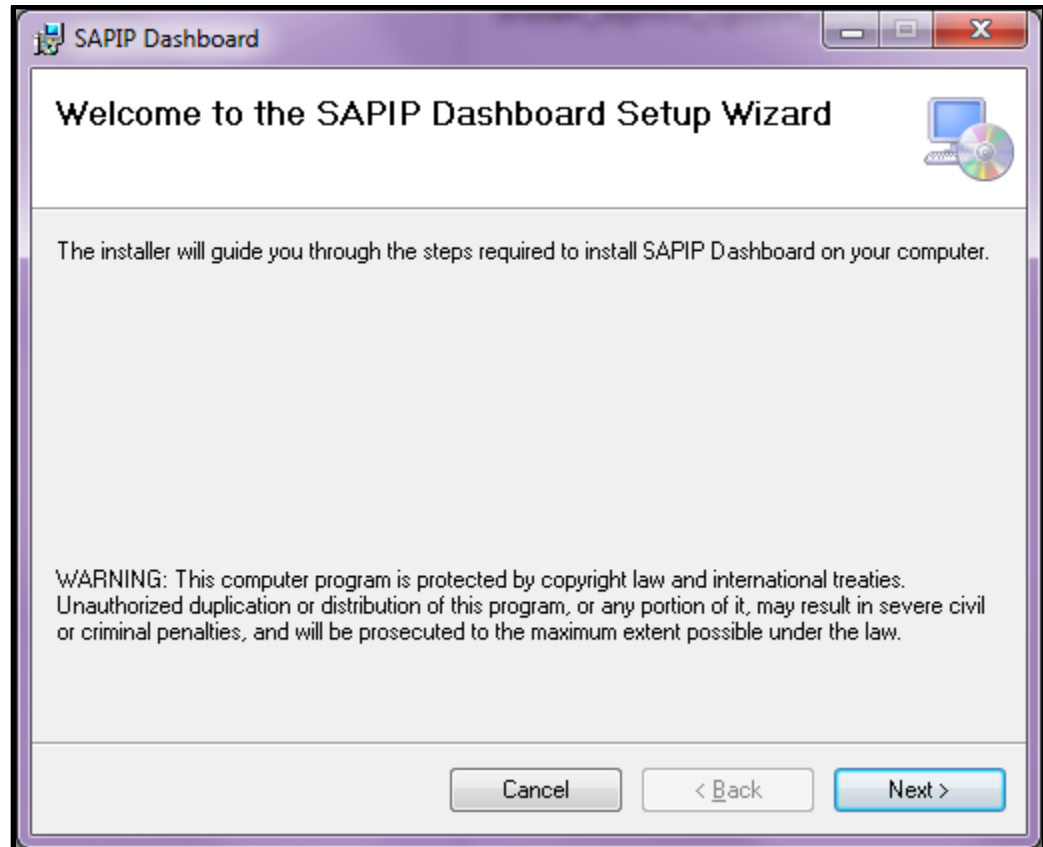 SAPIP Dashboard
Welcome to the SAPIP Dashboard Setup Wizard
The installer will guide you through the steps required to install SAPIP Dashboard on your computer.
WARNING: This computer program is protected by copyright law and international treaties.
Unauthorized duplication or distribution of this program, or any portion of it, may result in severe civil
or criminal penalties, and will be prosecuted to the maximum extent possible under the law.
Cancel < Back Next >